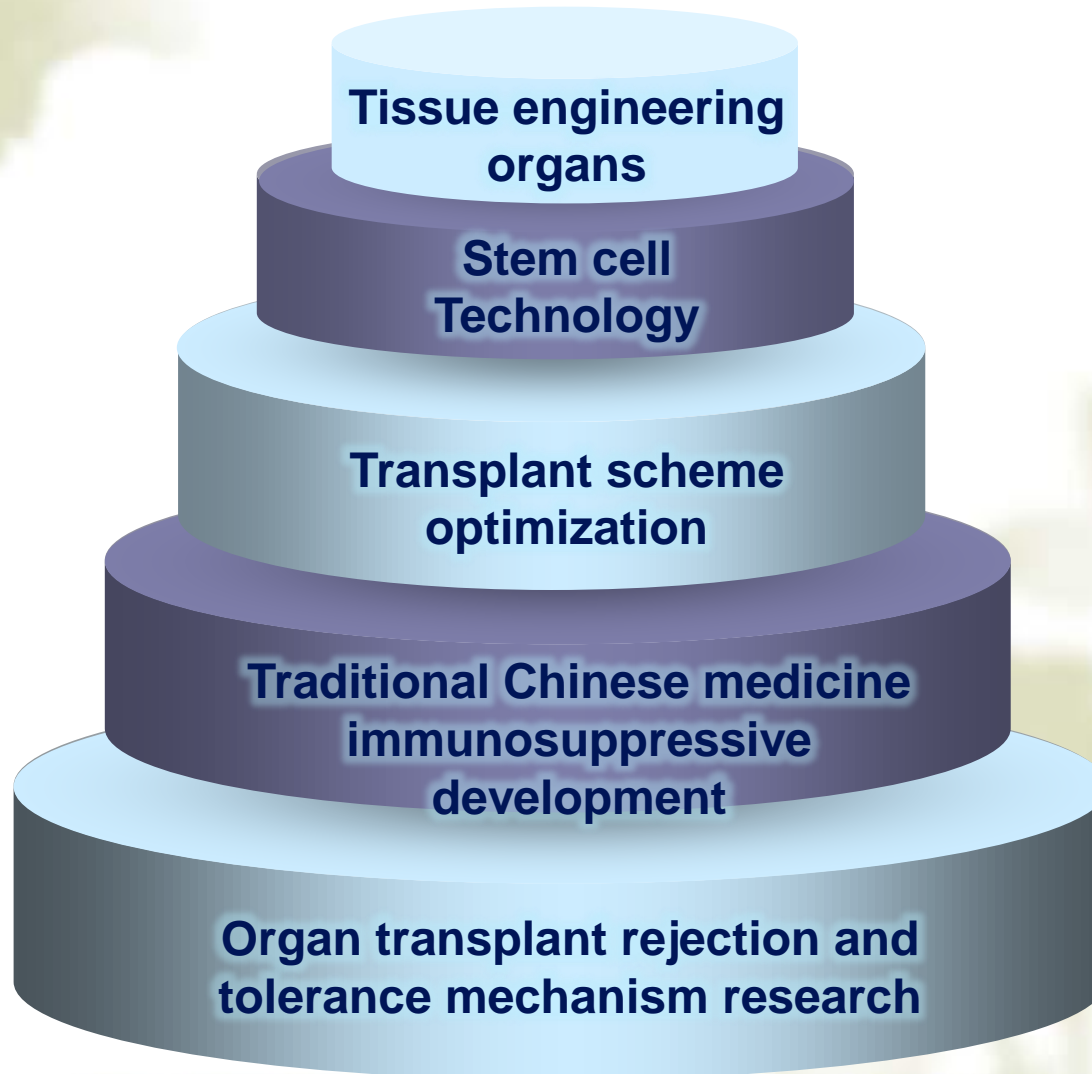 Tissue engineering
organs
Stem cell
Technology
Transplant scheme
optimization
Traditional Chinese medicine
immunosuppressive
development
Organ transplant rejection and
tolerance mechanism research